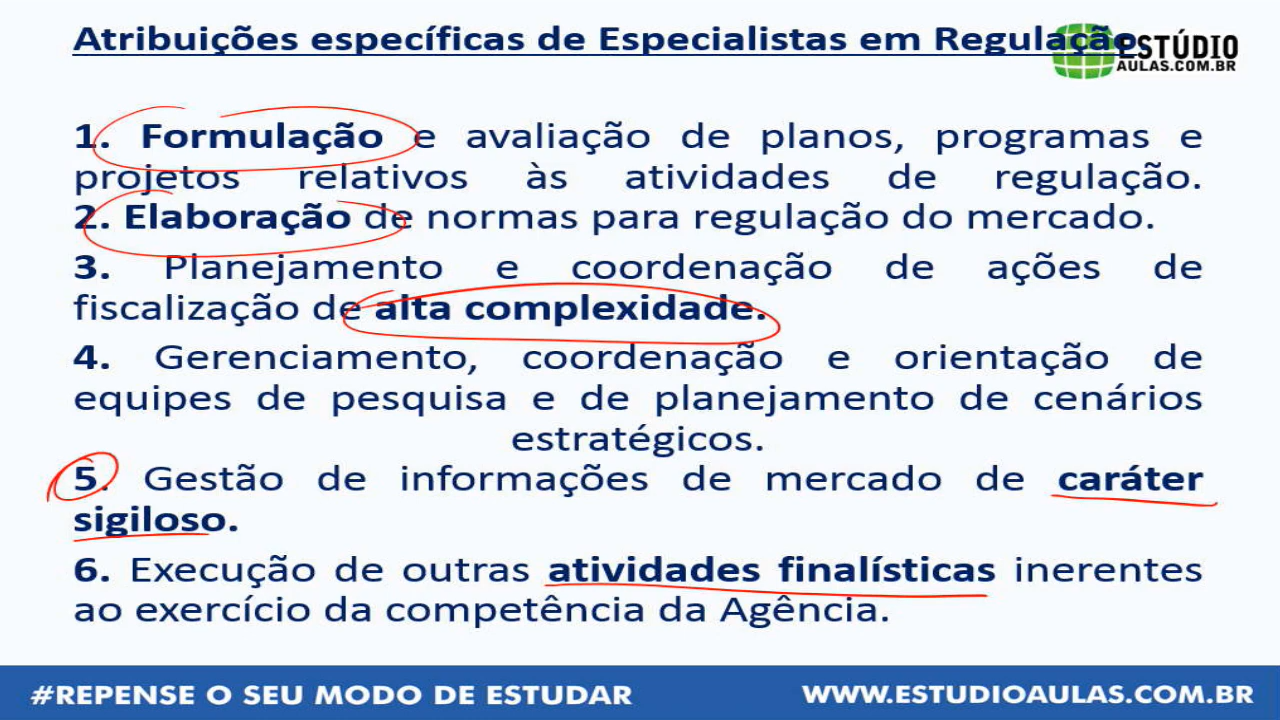 Atribuições específicas de Especialistas em Regulação
ESTÚDIO
AULAS.COM.BR
1. Formulação e avaliação de planos, programas e
projetos relativos às atividades de regulação.
2. Elaboração de normas para regulação do mercado.
3. Planejamento e coordenação de ações de
fiscalização de alta complexidade.
4. Gerenciamento, coordenação e orientação de
equipes de pesquisa e de planejamento de cenários
estratégicos.
5. Gestão de informações de mercado de caráter
sigiloso.
6. Execução de outras atividades finalísticas inerentes
ao exercício da competência da Agência.
#REPENSE O SEU MODO DE ESTUDAR
WWW.ESTUDIOAULAS.COM.BR